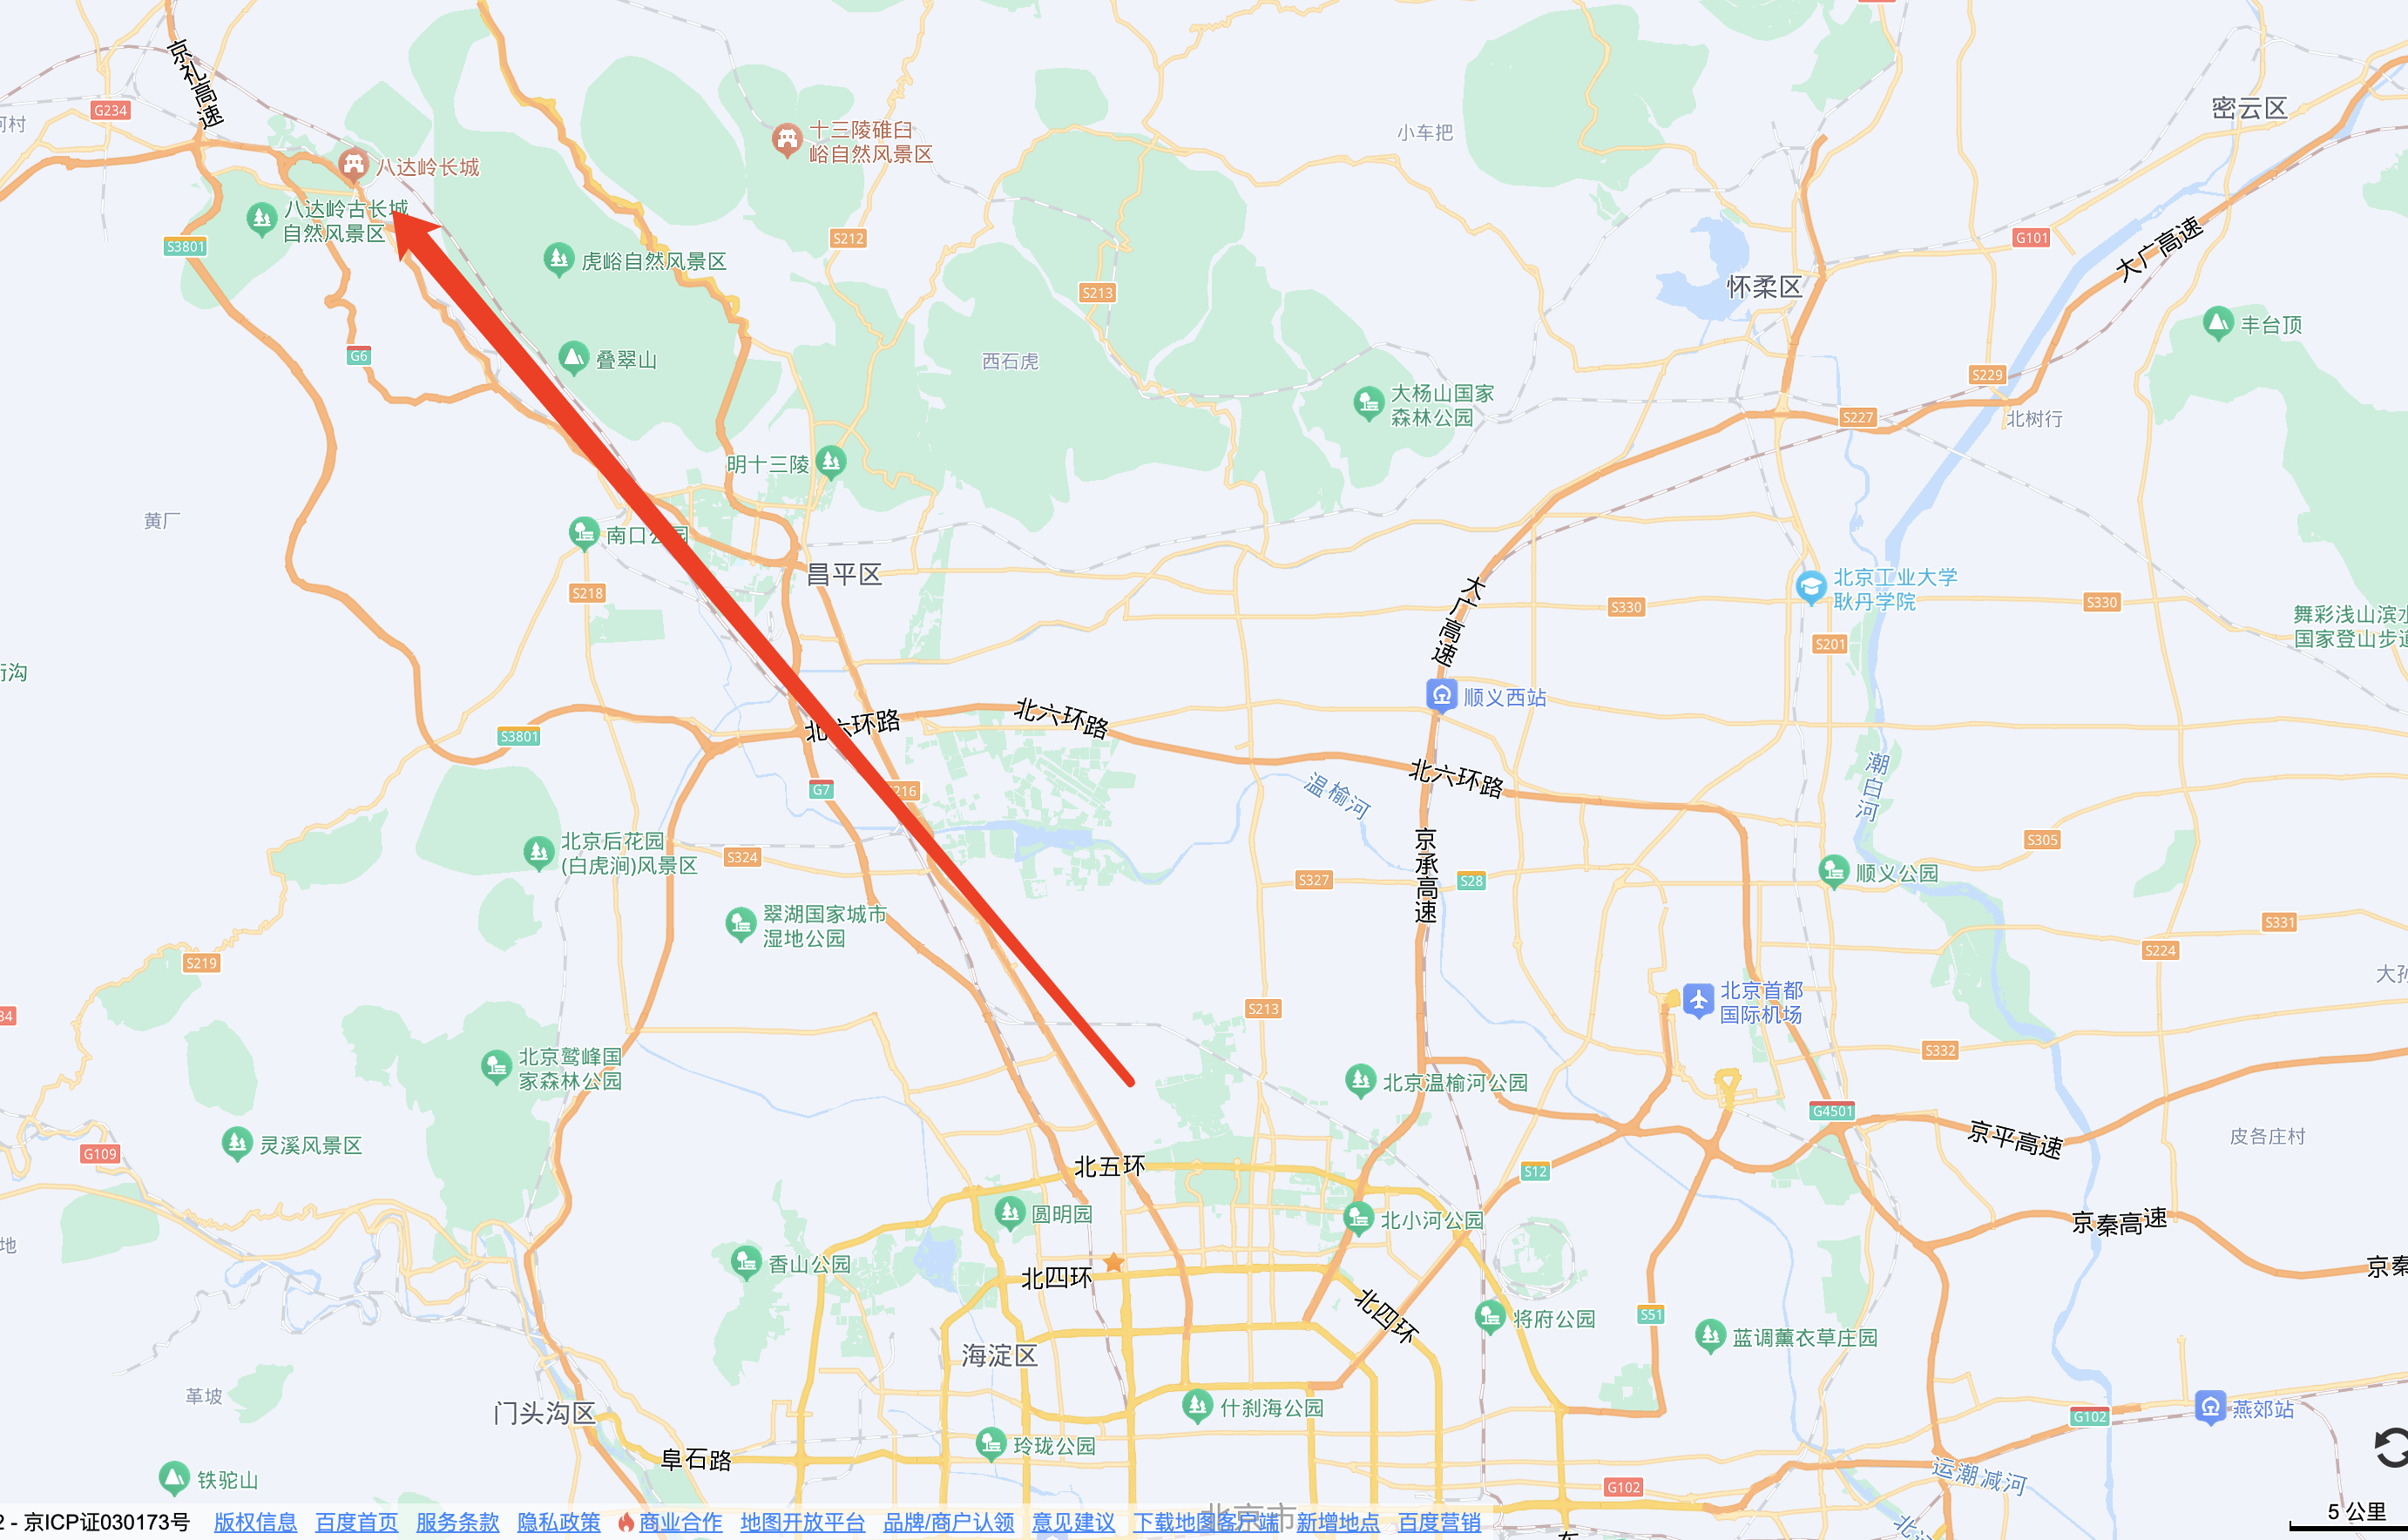 京礼高速
G234
河村
八达岭长城
十三陵碓臼
峪自然风景区
小车把
密云区
八达岭古长城
自然风景区
S3801
虎峪自然风景区
S212
S213
怀柔区
G101
大广高速
丰台顶
G6
叠翠山
西石虎
大杨山国家
森林公园
S229
S227
北树行
明十三陵
黄厂
南口公园
昌平区
S218
大广高速
S330
北京工业大学
耿丹学院
S330
S201
舞彩浅山滨水
国家登山步道
沟
顺义西站
S3801
北六环路
北六环路
G7
S216
温榆河
北六环路
潮白河
北京后花园
(白虎涧)风景区
S324
京承高速
S327
S28
S305
顺义公园
翠湖国家城市
湿地公园
S219
S331
S224
大孙
34
S213
北京首都
国际机场
北京鹫峰国
家森林公园
北京温榆河公园
S332
G4501
灵溪风景区
G109
京平高速
皮各庄村
北五环
S12
圆明园
北小河公园
京秦高速
地
香山公园
北四环
京秦
北四环
将府公园
S51
蓝调薰衣草庄园
海淀区
革坡
门头沟区
什刹海公园
G102
燕郊站
玲珑公园
阜石路
铁驼山
G102
运潮减河
北京市
5 公里
2 - 京ICP证030173号 版权信息 百度首页 服务条款 隐私政策 商业合作 地图开放平台 品牌/商户认领 意见建议 下载地图客户端 新增地点 百度营销